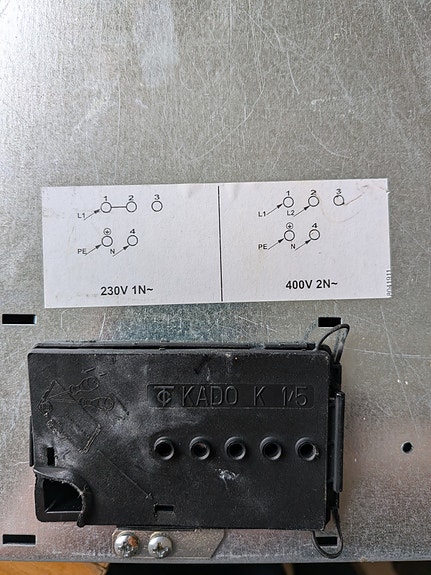 1 2 3
L1
PE N 4
230V 1N~
1 2 3
L1 L2
PE N 4
400V 2N~
KADO K 1/5